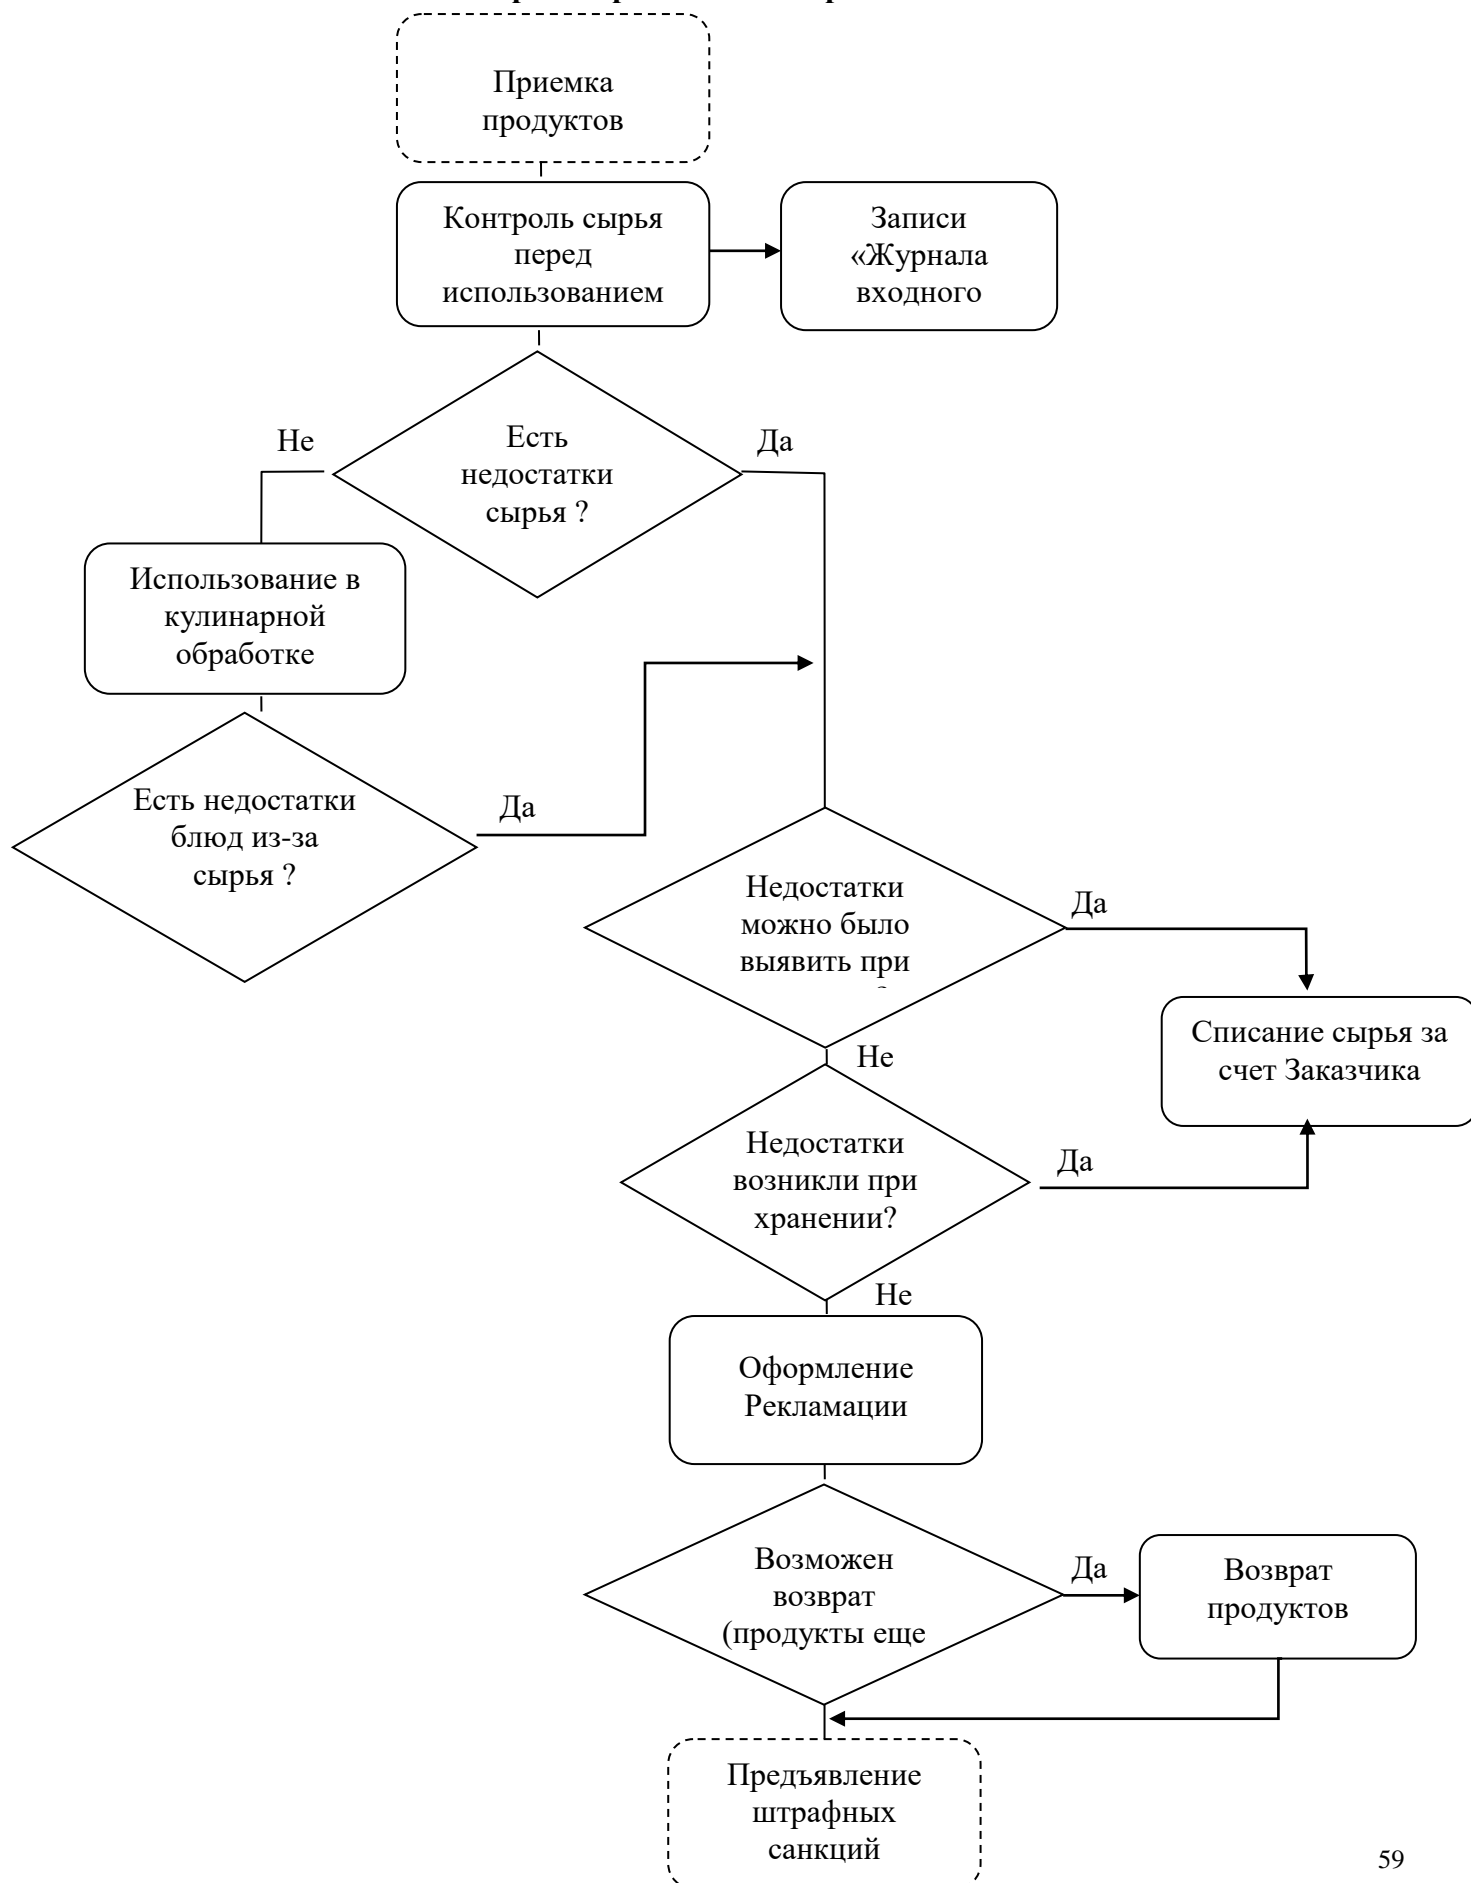 Приемка
продуктов
Контроль сырья
перед
использованием
Записи
«Журнала
входного
Не
Есть
недостатки
сырья ?
Да
Использование в
кулинарной
обработке
Есть недостатки
блюд из-за
сырья ?
Да
Недостатки
можно было
выявить при
Да
Списание сырья за
счет Заказчика
Не
Недостатки
возникли при
хранении?
Да
Не
Оформление
Рекламации
Возможен
возврат
(продукты еще
Да
Возврат
продуктов
Предъявление
штрафных
санкций
59